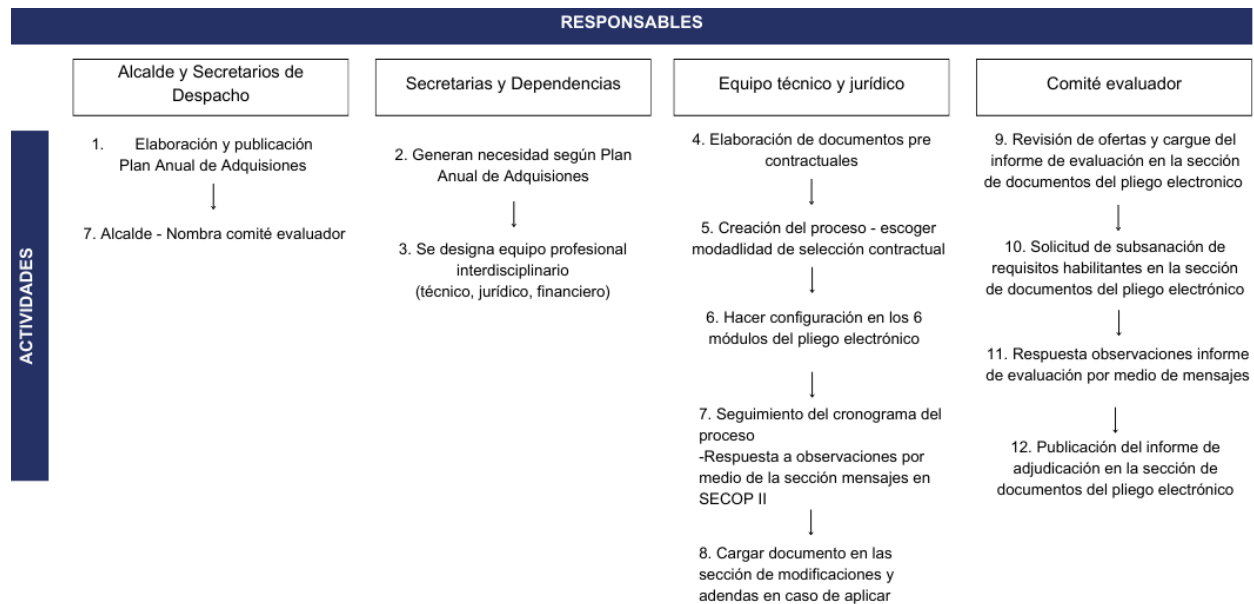 RESPONSABLES
Alcalde y Secretarios de
Despacho
Secretarias y Dependencias
Equipo técnico y jurídico
Comité evaluador
ACTIVIDADES
1. Elaboración y publicación
Plan Anual de Adquisiones
7. Alcalde - Nombra comité evaluador
2. Generan necesidad según Plan
Anual de Adquisiones
3. Se designa equipo profesional
interdisciplinario
(técnico, jurídico, financiero)
4. Elaboración de documentos pre
contractuales
5. Creación del proceso - escoger
modadlidad de selección contractual
6. Hacer configuración en los 6
módulos del pliego electrónico
7. Seguimiento del cronograma del
proceso
-Respuesta a observaciones por
medio de la sección mensajes en
SECOP II
8. Cargar documento en las
sección de modificaciones y
adendas en caso de aplicar
9. Revisión de ofertas y cargue del
informe de evaluación en la sección
de documentos del pliego electronico
10. Solicitud de subsanación de
requisitos habilitantes en la sección
de documentos del pliego electrónico
11. Respuesta observaciones informe
de evaluación por medio de mensajes
12. Publicación del informe de
adjudicación en la sección de
documentos del pliego electrónico